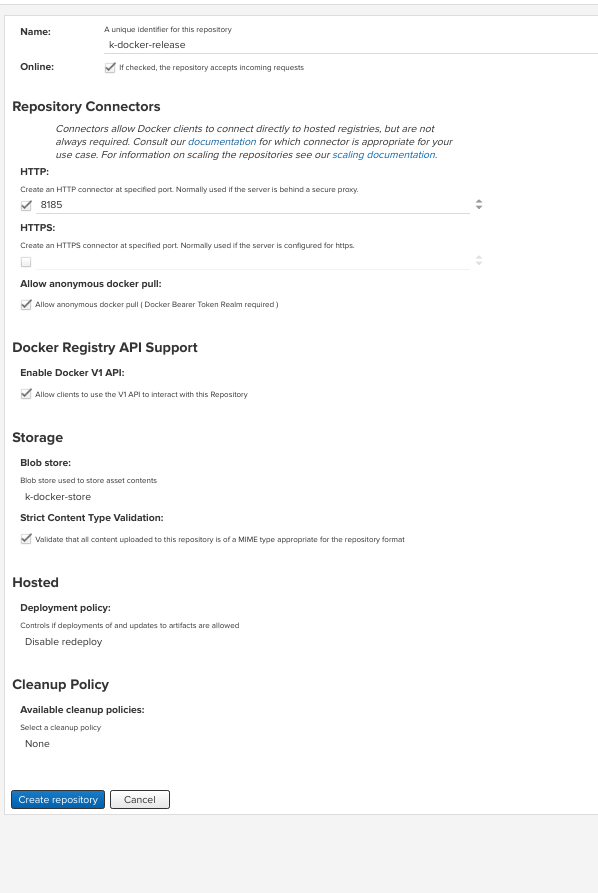 Name:
A unique identifier for this repository
k-docker-release
Online:
If checked, the repository accepts incoming requests
Repository Connectors
Connectors allow Docker clients to connect directly to hosted registries, but are not
always required. Consult our documentation for which connector is appropriate for your
use case. For information on scaling the repositories see our scaling documentation.
HTTP:
Create an HTTP connector at specified port. Normally used if the server is behind a secure proxy.
8185
HTTPS:
Create an HTTPS connector at specified port. Normally used if the server is configured for https.
Allow anonymous docker pull:
Allow anonymous docker pull ( Docker Bearer Token Realm required )
Docker Registry API Support
Enable Docker V1 API:
Allow clients to use the V1 API to interact with this Repository
Storage
Blob store:
Blob store used to store asset contents
k-docker-store
Strict Content Type Validation:
Validate that all content uploaded to this repository is of a MIME type appropriate for the repository format
Hosted
Deployment policy:
Controls if deployments of and updates to artifacts are allowed
Disable redeploy
Cleanup Policy
Available cleanup policies:
Select a cleanup policy
None
Create repository
Cancel